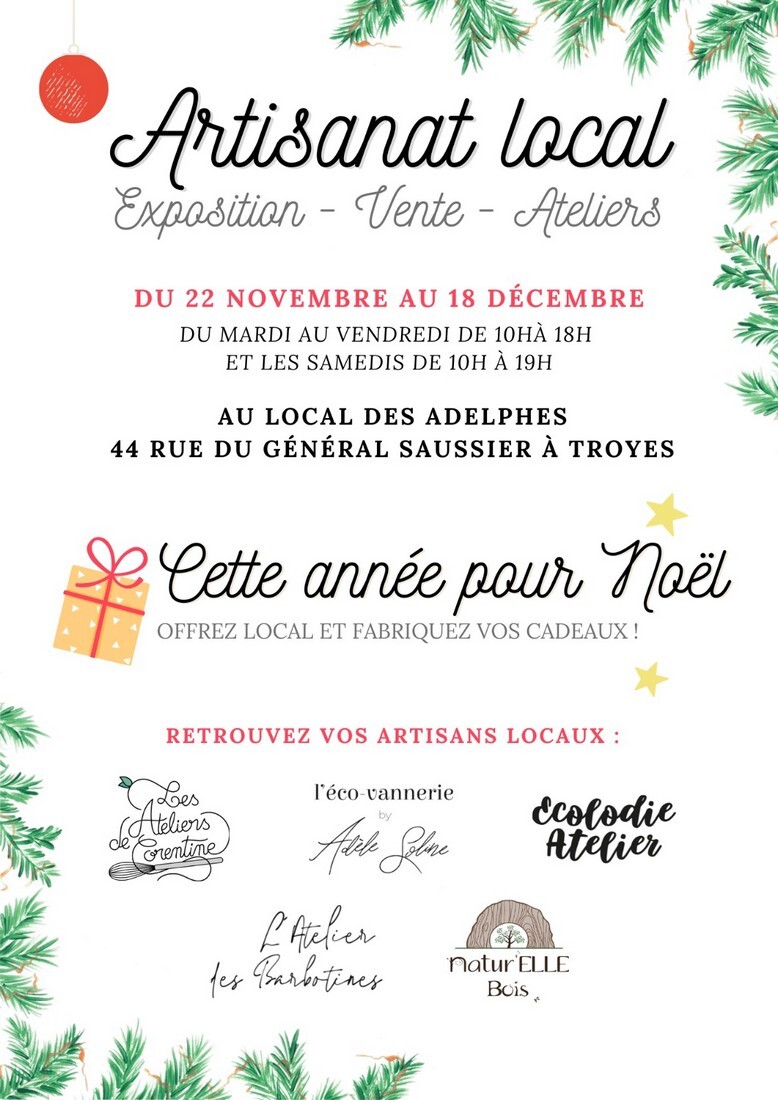 Artisanat local
Exposition - Vente - Ateliers
DU 22 NOVEMBRE AU 18 DÉCEMBRE
DU MARDI AU VENDREDI DE 10HÀ 18H
ET LES SAMEDIS DE 10H À 19H
AU LOCAL DES ADELPHES
44 RUE DU GÉNÉRAL SAUSSIER À TROYES
Cette année pour Noël
OFFREZ LOCAL ET FABRIQUEZ VOS CADEAUX !
RETROUVEZ VOS ARTISANS LOCAUX :
Les
Ateliers
de Corentine
l'éco-vannerie
by
Adèle Soline
Ecolodie
Atelier
L'Atelier
des Barbotines
Natur'ELLE
Bois